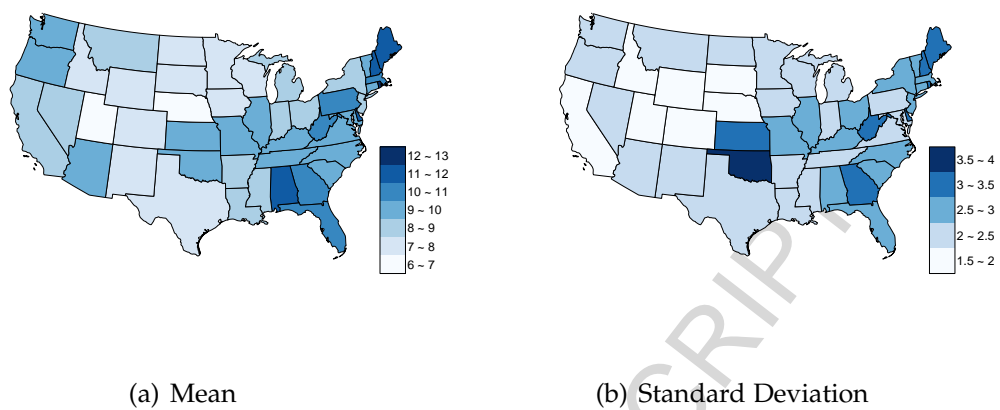 12 ~ 13
11 ~ 12
10 ~ 11
9 ~ 10
8 ~ 9
7 ~ 8
6 ~ 7
3.5 ~ 4
3 ~ 3.5
2.5 ~ 3
2 ~ 2.5
1.5 ~ 2
CRIPT
(a) Mean
(b) Standard Deviation